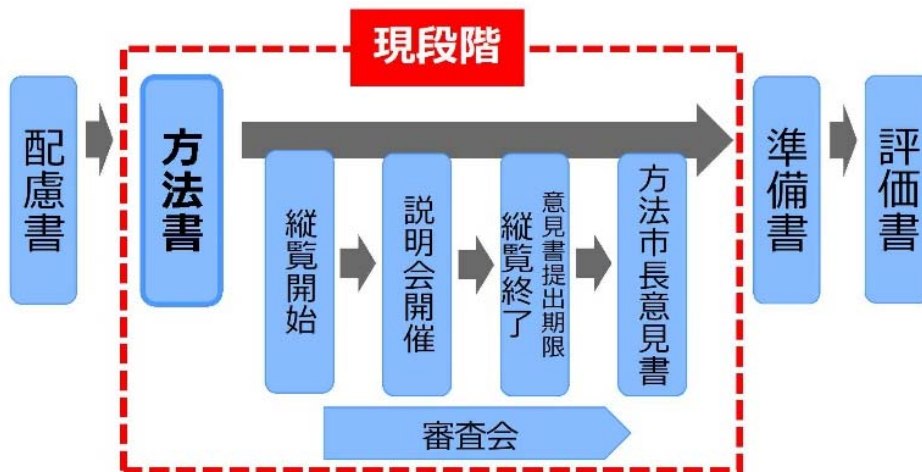 現段階
配慮書
方法書
縦覧開始
説明会開催
意見書提出期限
縦覧終了
方法市長意見書
準備書
評価書
審査会